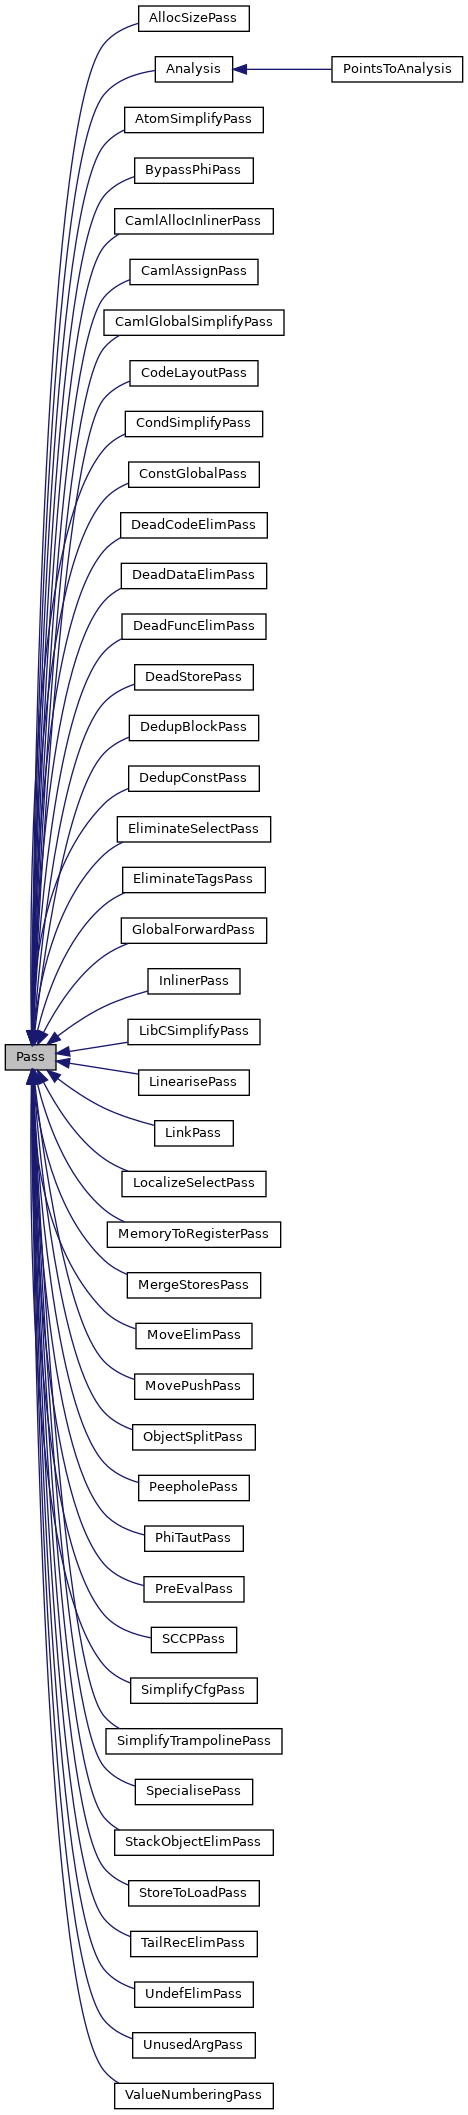 AllocSizePass
Analysis
PointsToAnalysis
AtomSimplifyPass
BypassPhiPass
CamlAllocInlinerPass
CamlAssignPass
CamlGlobalSimplifyPass
CodeLayoutPass
CondSimplifyPass
ConstGlobalPass
DeadCodeElimPass
DeadDataElimPass
DeadFuncElimPass
DeadStorePass
DedupBlockPass
DedupConstPass
EliminateSelectPass
EliminateTagsPass
GlobalForwardPass
InlinerPass
LibCSimplifyPass
Pass
LinearisePass
LinkPass
LocalizeSelectPass
MemoryToRegisterPass
MergeStoresPass
MoveElimPass
MovePushPass
ObjectSplitPass
PeepholePass
PhiTautPass
PreEvalPass
SCCPPass
SimplifyCfgPass
SimplifyTrampolinePass
SpecialisePass
StackObjectElimPass
StoreToLoadPass
TailRecElimPass
UndefElimPass
UnusedArgPass
ValueNumberingPass